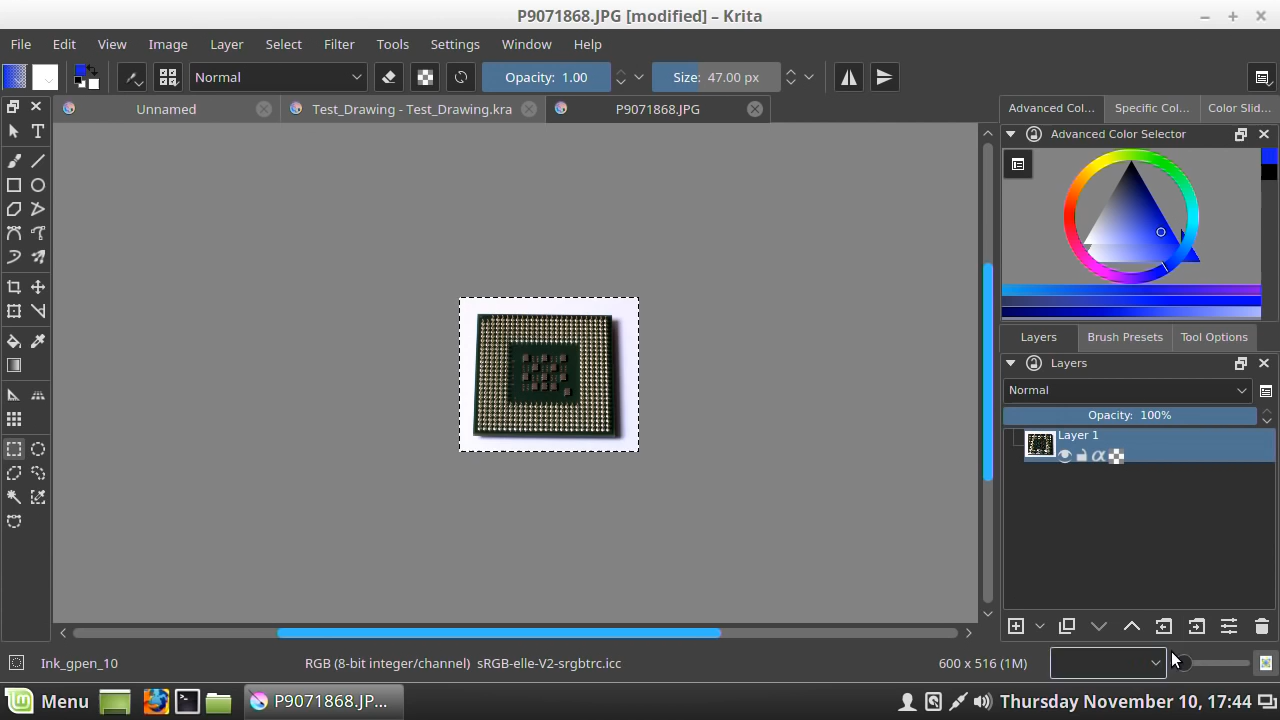 P9071868.JPG [modified] – Krita
File Edit View Image Layer Select Filter Tools Settings Window Help
Normal Opacity: 1.00 Size: 47.00 px
Unnamed Test_Drawing - Test_Drawing.kra P9071868.JPG
Advanced Col... Specific Col... Color Slid...
Advanced Color Selector
Layers Brush Presets Tool Options
Layers
Normal
Opacity: 100%
Layer 1
Ink_gpen_10 RGB (8-bit integer/channel) sRGB-elle-V2-srgbtrc.icc 600 x 516 (1M)
Menu P9071868.JP... Thursday November 10, 17:44